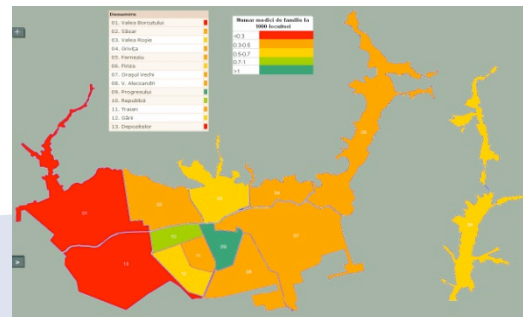 Denumire
01. Valea Borcutului
02. Săsar
03. Valea Roşie
04. Griviţa
05. Ferneziu
06. Firiza
07. Oraşul Vechi
08. V. Alecsandri
09. Progresului
10. Republicii
11. Traian
12. Gării
13. Depozitelor
Numar medici de familie la
1000 locuitori
<0.3
0.3-0.5
0.5-0.7
0.7-1
>1